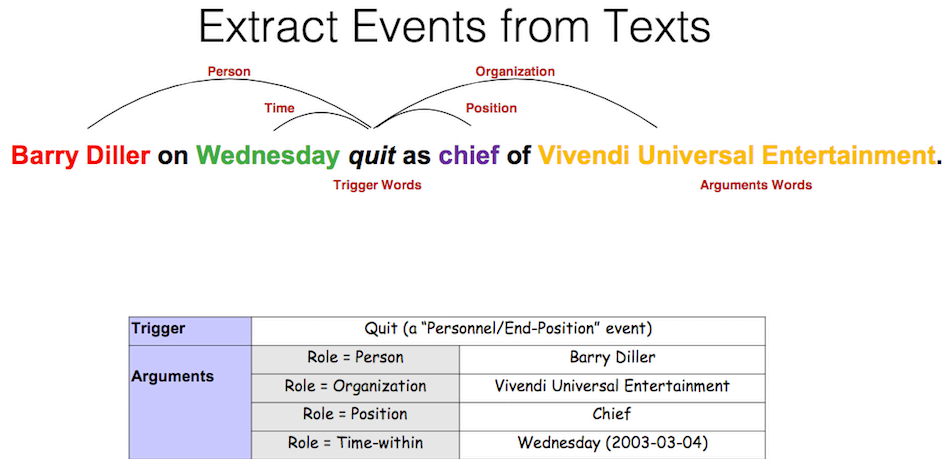 Extract Events from Texts
Person Organization
Time Position
Barry Diller on Wednesday quit as chief of Vivendi Universal Entertainment.
Trigger Words Arguments Words
Trigger Quit (a “Personnel/End-Position” event)
Arguments
Role = Person Barry Diller
Role = Organization Vivendi Universal Entertainment
Role = Position Chief
Role = Time-within Wednesday (2003-03-04)